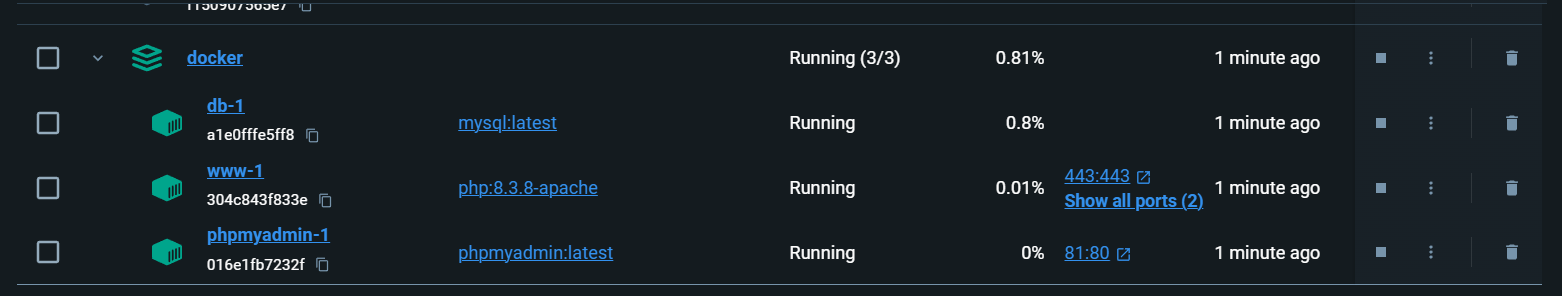 f150907565e7
docker Running (3/3) 0.81% 1 minute ago
db-1
a1e0fffe5ff8 mysql:latest Running 0.8% 1 minute ago
www-1
304c843f833e php:8.3.8-apache Running 0.01% 443:443 1 minute ago
Show all ports (2)
phpmyadmin-1
016e1fb7232f phpmyadmin:latest Running 0% 81:80 1 minute ago